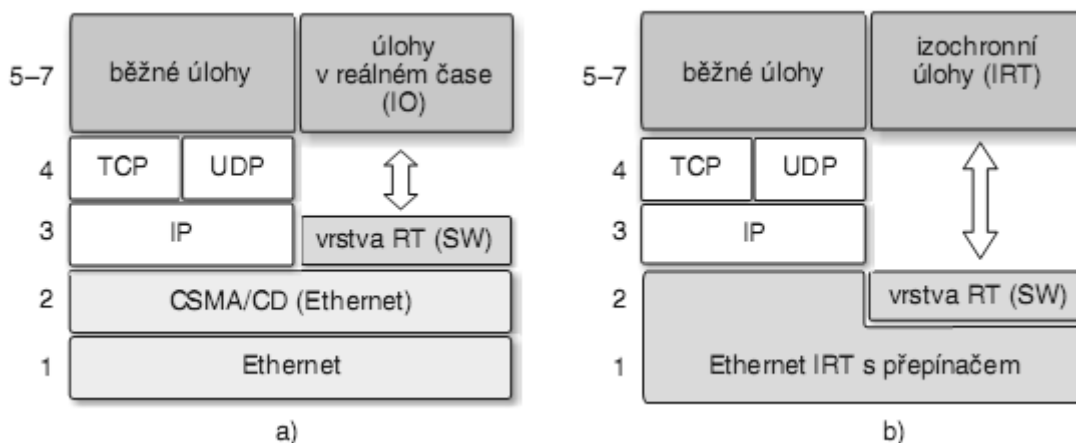 5–7
běžné úlohy
úlohy
v reálném čase
(IO)
4
TCP
UDP
3
IP
vrstva RT (SW)
2
CSMA/CD (Ethernet)
1
Ethernet
a)
5–7
běžné úlohy
izochronní
úlohy (IRT)
4
TCP
UDP
3
IP
2
vrstva RT (SW)
1
Ethernet IRT s přepínačem
b)